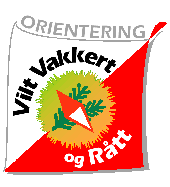 ORIENTERING
Vilt Vakkert
og Rått